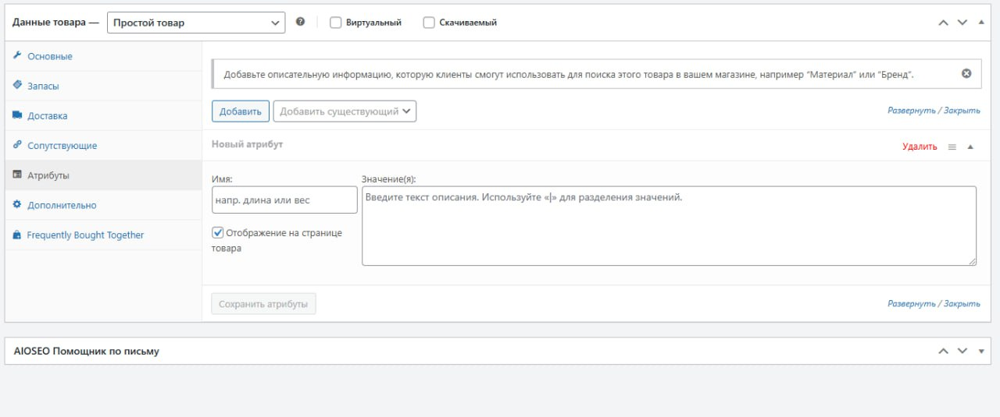 Данные товара — Простой товар Виртуальный Скачиваемый
Основные
Запасы
Доставка
Сопутствующие
Атрибуты
Дополнительно
Frequently Bought Together
Добавьте описательную информацию, которую клиенты смогут использовать для поиска этого товара в вашем магазине, например “Материал” или “Бренд”.
Добавить Добавить существующий Развернуть / Закрыть
Новый атрибут Удалить
Имя: Значение(я):
напр. длина или вес Введите текст описания. Используйте «|» для разделения значений.
Отображение на странице
товара
Сохранить атрибуты Развернуть / Закрыть
AIOSEO Помощник по письму